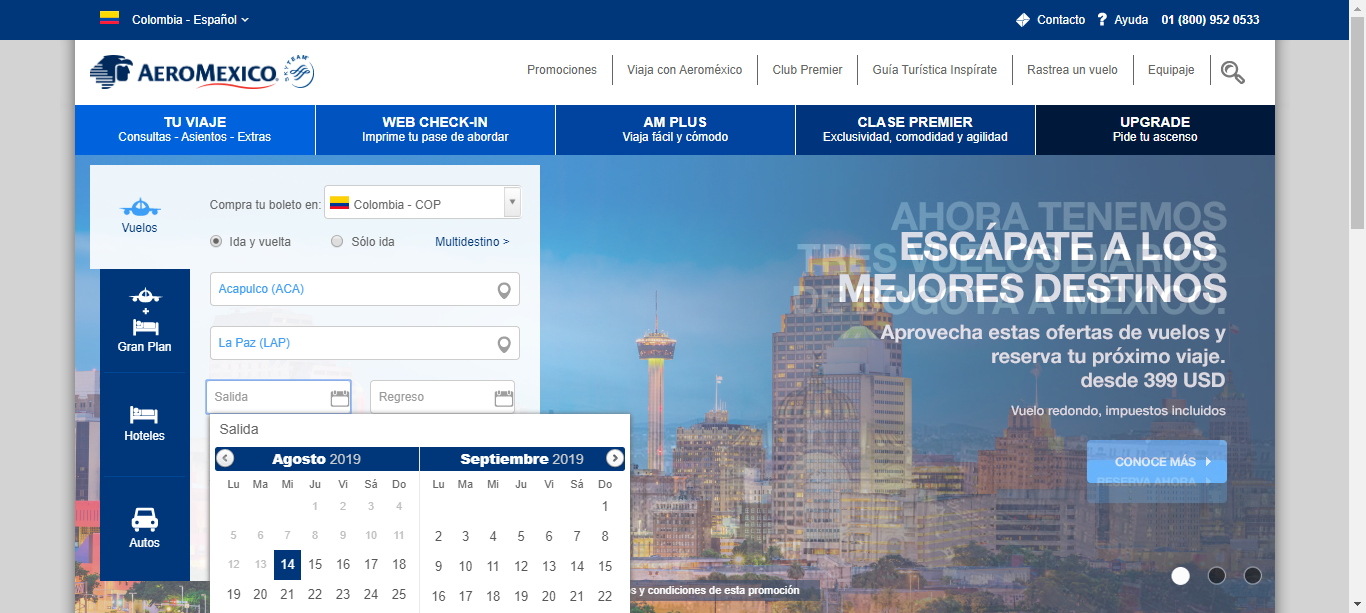 Colombia - Español
Contacto
Ayuda
01 (800) 952 0533
AEROMEXICO.
SKYTEAM
Promociones
Viaja con Aeroméxico
Club Premier
Guía Turística Inspírate
Rastrea un vuelo
Equipaje
TU VIAJE
Consultas - Asientos - Extras
WEB CHECK-IN
Imprime tu pase de abordar
AM PLUS
Viaja fácil y cómodo
CLASE PREMIER
Exclusividad, comodidad y agilidad
UPGRADE
Pide tu ascenso
Vuelos
+
Gran Plan
Hoteles
Autos
Compra tu boleto en:
Colombia - COP
Ida y vuelta
Sólo ida
Multidestino >
Acapulco (ACA)
La Paz (LAP)
Salida
Regreso
Salida
Agosto 2019
Lu Ma Mi Ju Vi Sá Do
1 2 3 4
5 6 7 8 9 10 11
12 13 14 15 16 17 18
19 20 21 22 23 24 25
Septiembre 2019
Lu Ma Mi Ju Vi Sá Do
1
2 3 4 5 6 7 8
9 10 11 12 13 14 15
16 17 18 19 20 21 22
AHORA TENEMOS
TRES VUELOS DIARIOS
DE BOGOTA A MÉXICO.
ESCÁPATE A LOS
MEJORES DESTINOS
Aprovecha estas ofertas de vuelos y
reserva tu próximo viaje.
desde 399 USD
Vuelo redondo, impuestos incluidos
CONOCE MÁS
RESERVA AHORA
s y condiciones de esta promoción